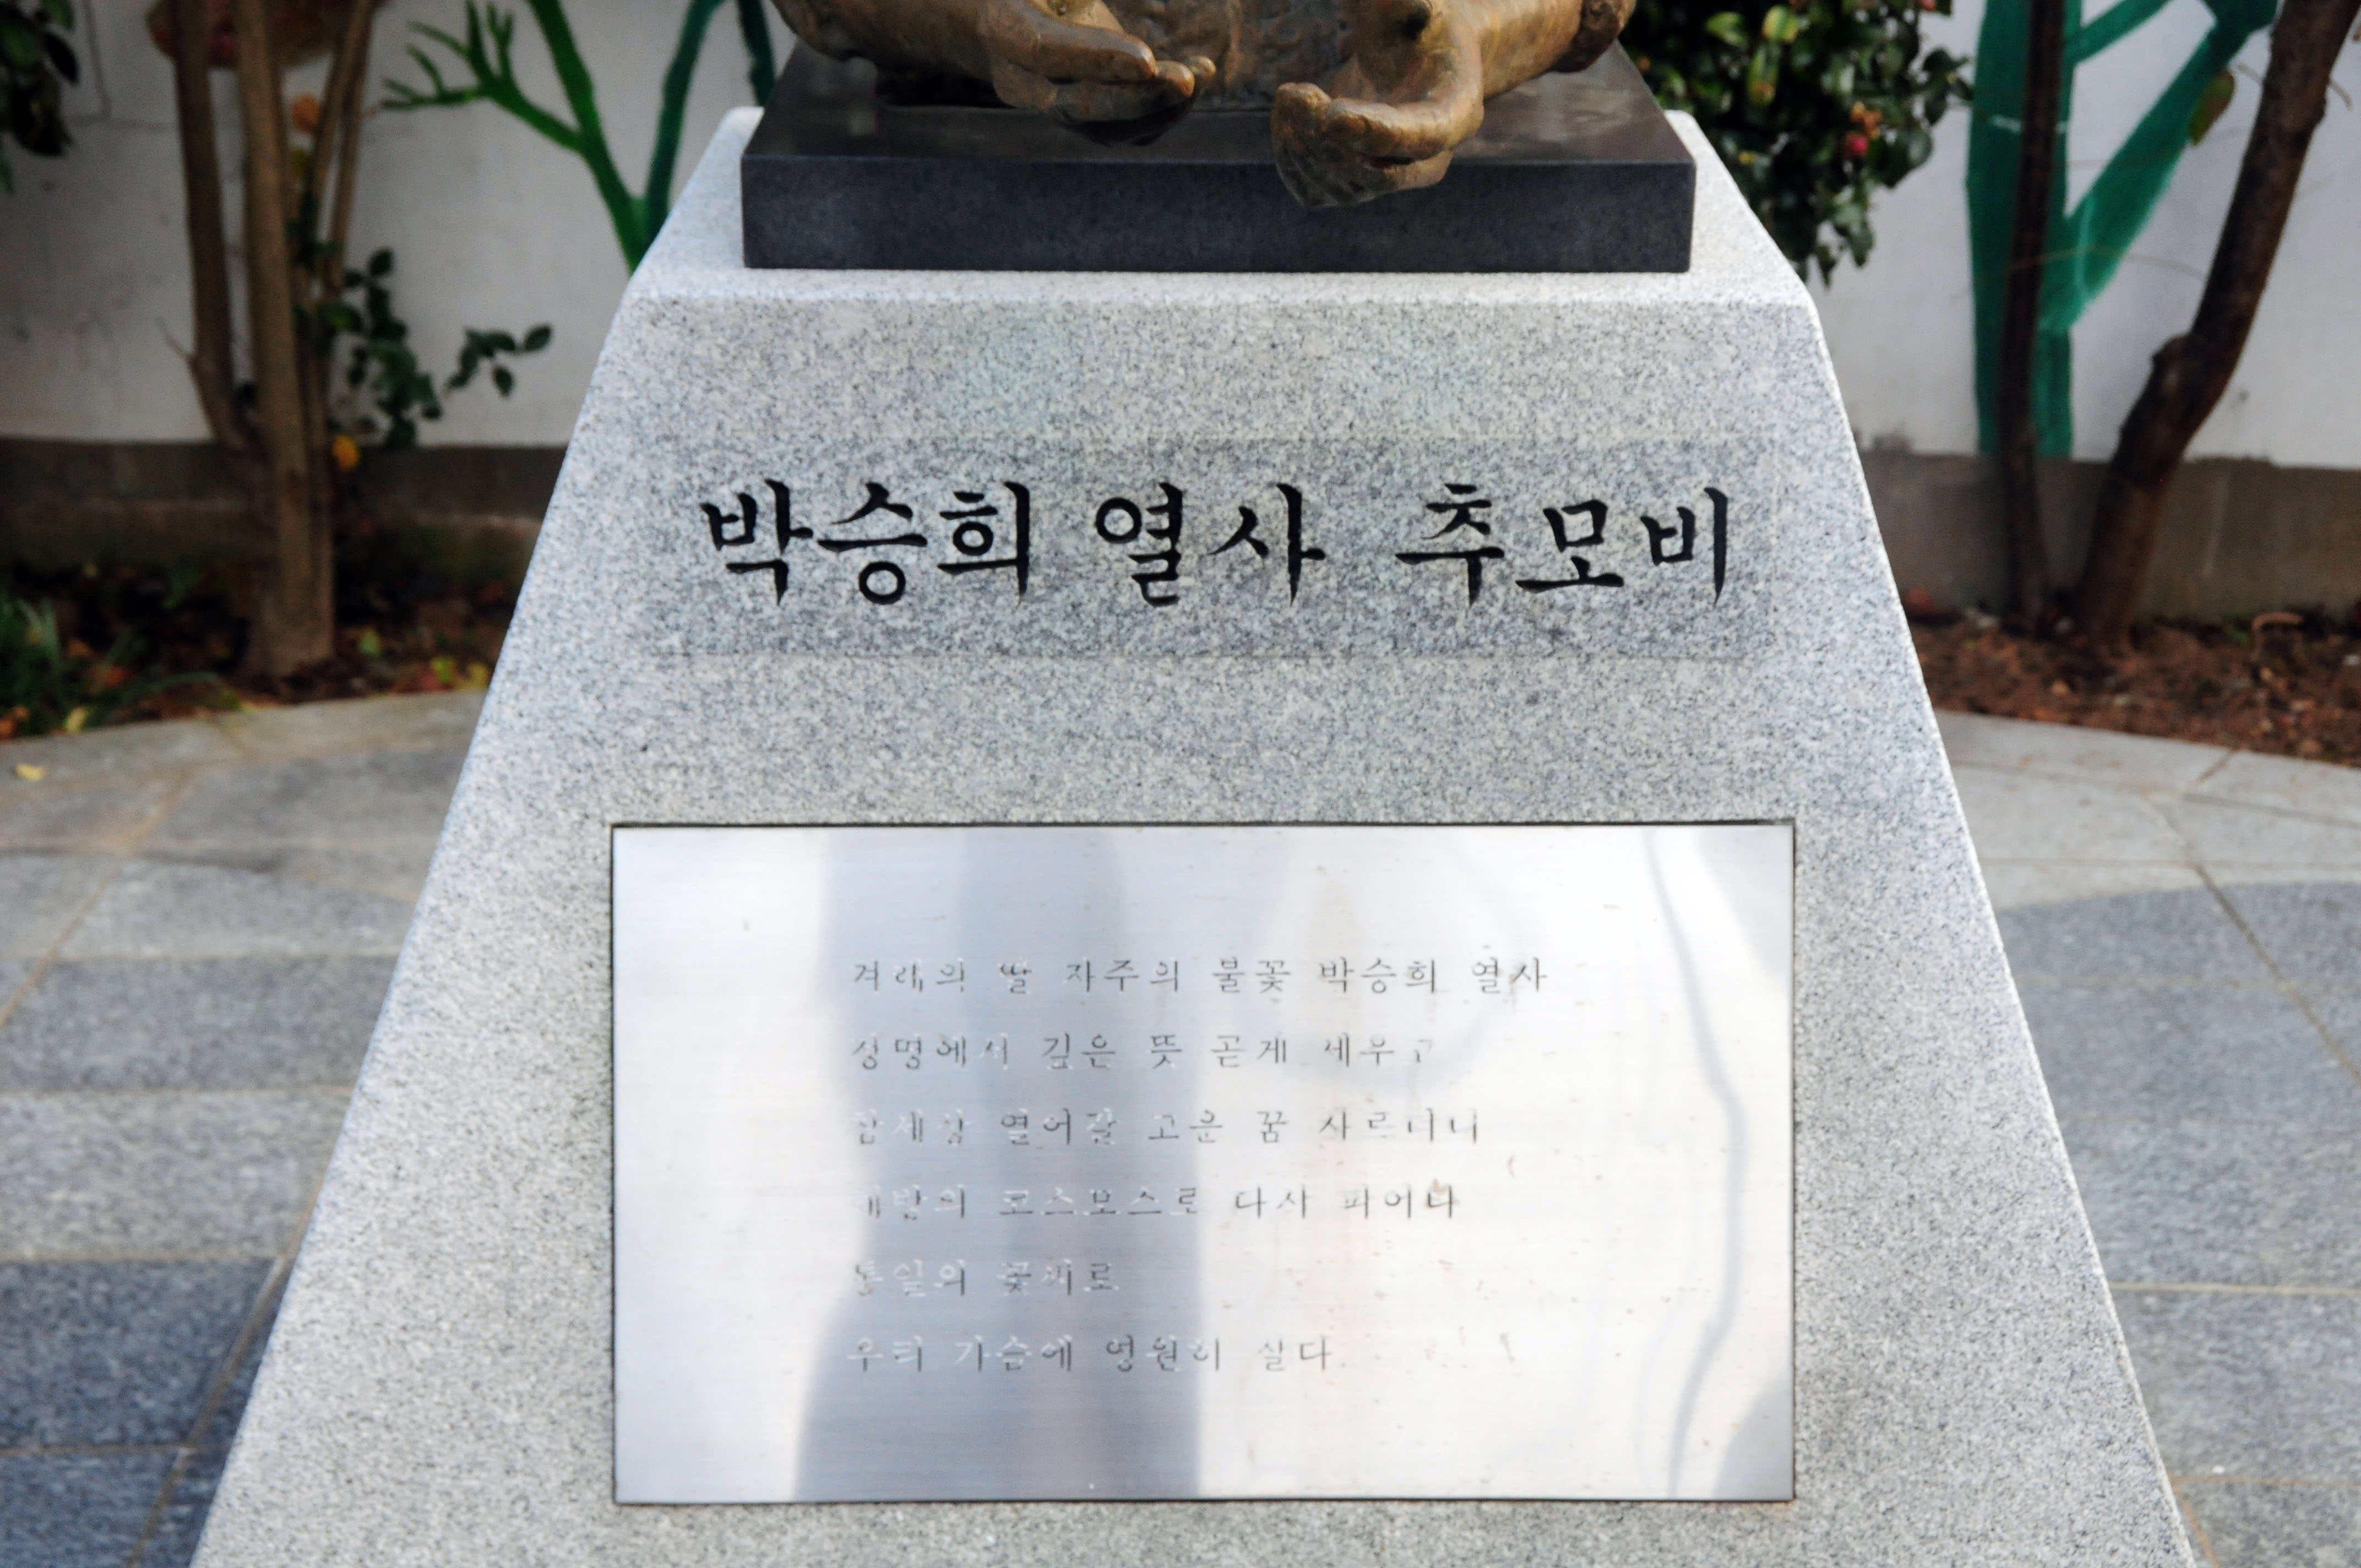 박승희 열사 추모비
겨레의 딸 자주의 불꽃 박승희 열사
정명에서 깊은 뜻 곧게 세우고
참세상 열어갈 고운 꿈 사르더니
해방의 코스모스로 다시 피어나
통일의 꽃씨로
우리 가슴에 영원히 살다.